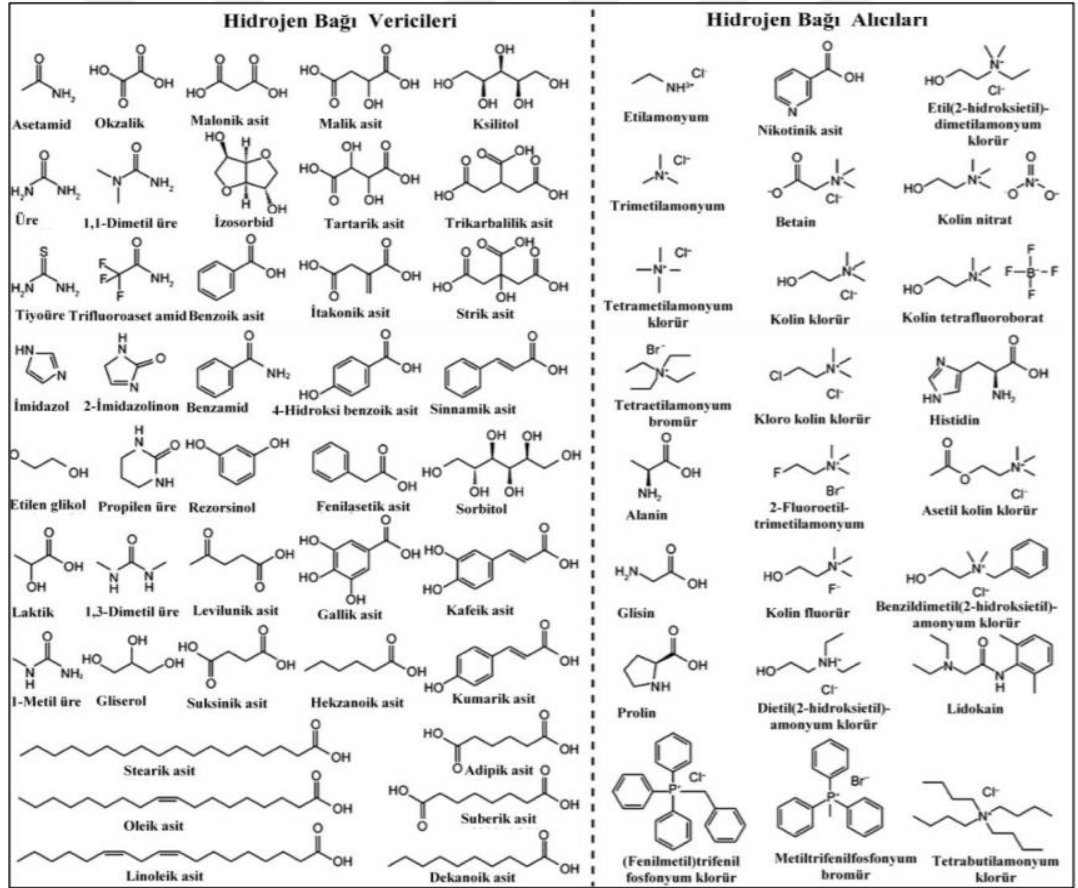 Hidrojen Bağı Vericileri
Asetamid
Okzalik
Malonik asit
Malik asit
Ksilitol
Üre
1,1-Dimetil üre
İzosorbid
Tartarik asit
Trikarbalilik asit
Tiyoüre
Trifluoroaset amid
Benzoik asit
İtakonik asit
Strik asit
İmidazol
2-İmidazolinon
Benzamid
4-Hidroksi benzoik asit
Sinnamik asit
Etilen glikol
Propilen üre
Rezorsinol
Fenilasetik asit
Sorbitol
Laktik
1,3-Dimetil üre
Levilunik asit
Gallik asit
Kafeik asit
1-Metil üre
Gliserol
Suksinik asit
Hekzanoik asit
Kumarik asit
Stearik asit
Adipik asit
Oleik asit
Suberik asit
Linoleik asit
Dekanoik asit
Hidrojen Bağı Alıcıları
Etilamonyum
Nikotinik asit
Etil(2-hidroksietil)-
dimetilamonyum
klorür
Trimetilamonyum
Betain
Kolin nitrat
Tetrametilamonyum
klorür
Kolin klorür
Kolin tetrafluoroborat
Tetraetilamonyum
bromür
Kloro kolin klorür
Histidin
Alanin
2-Fluoroetil-
trimetilamonyum
Asetil kolin klorür
Glisin
Kolin fluorür
Benzildimetil(2-hidroksietil)-
amonyum klorür
Prolin
Dietil(2-hidroksietil)-
amonyum klorür
Lidokain
(Fenilmetil)trifenil
fosfonyum klorür
Metiltrifenilfosfonyum
bromür
Tetrabutilamonyum
klorür